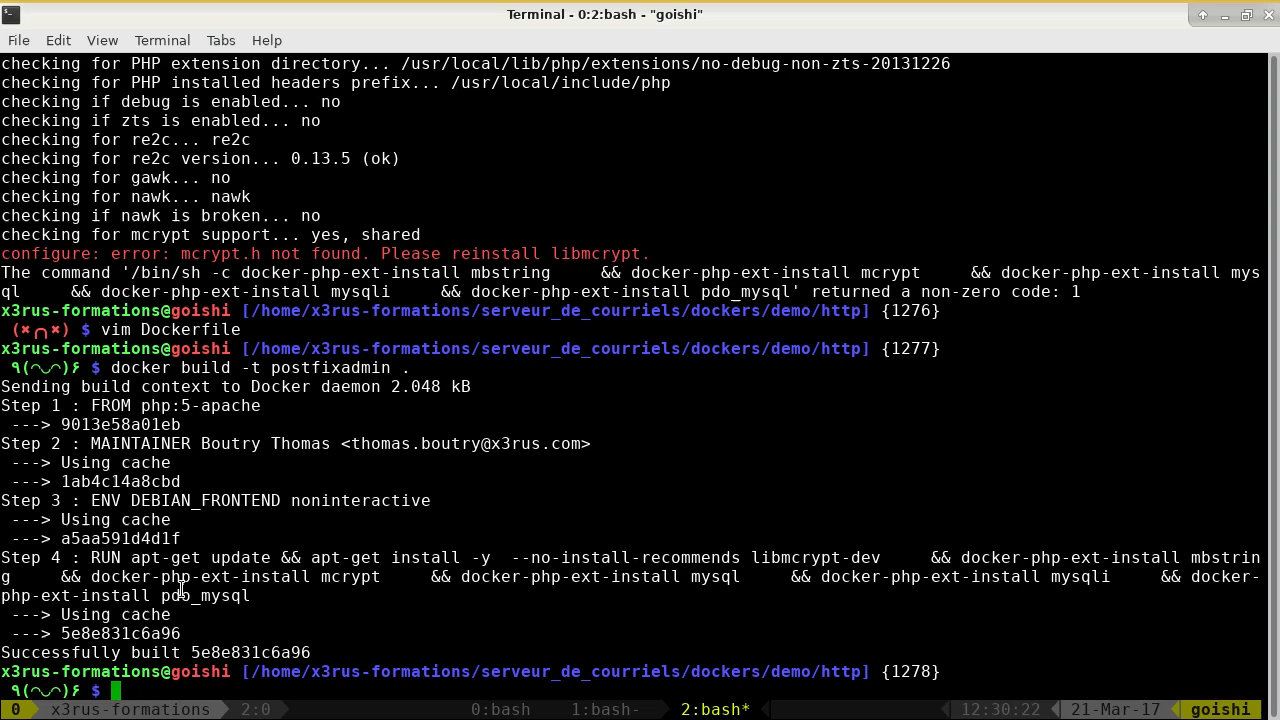 Terminal - 0:2:bash - "goishi"
File Edit View Terminal Tabs Help
checking for PHP extension directory... /usr/local/lib/php/extensions/no-debug-non-zts-20131226
checking for PHP installed headers prefix... /usr/local/include/php
checking if debug is enabled... no
checking if zts is enabled... no
checking for re2c... re2c
checking for re2c version... 0.13.5 (ok)
checking for gawk... no
checking for nawk... nawk
checking if nawk is broken... no
checking for mcrypt support... yes, shared
configure: error: mcrypt.h not found. Please reinstall libmcrypt.
The command '/bin/sh -c docker-php-ext-install mbstring     && docker-php-ext-install mcrypt     && docker-php-ext-install mys
ql     && docker-php-ext-install mysqli     && docker-php-ext-install pdo_mysql' returned a non-zero code: 1
x3rus-formations@goishi [/home/x3rus-formations/serveur_de_courriels/dockers/demo/http] {1276}
(✖╭╮✖) $ vim Dockerfile
x3rus-formations@goishi [/home/x3rus-formations/serveur_de_courriels/dockers/demo/http] {1277}
٩(◠◡◠)۶ $ docker build -t postfixadmin .
Sending build context to Docker daemon 2.048 kB
Step 1 : FROM php:5-apache
---> 9013e58a01eb
Step 2 : MAINTAINER Boutry Thomas <thomas.boutry@x3rus.com>
---> Using cache
---> 1ab4c14a8cbd
Step 3 : ENV DEBIAN_FRONTEND noninteractive
---> Using cache
---> a5aa591d4d1f
Step 4 : RUN apt-get update && apt-get install -y  --no-install-recommends libmcrypt-dev     && docker-php-ext-install mbstrin
g     && docker-php-ext-install mcrypt     && docker-php-ext-install mysql     && docker-php-ext-install mysqli     && docker-
php-ext-install pdo_mysql
---> Using cache
---> 5e8e831c6a96
Successfully built 5e8e831c6a96
x3rus-formations@goishi [/home/x3rus-formations/serveur_de_courriels/dockers/demo/http] {1278}
٩(◠◡◠)۶ $
0 x3rus-formations 2:0 0:bash 1:bash- 2:bash* 12:30:22 21-Mar-17 goishi